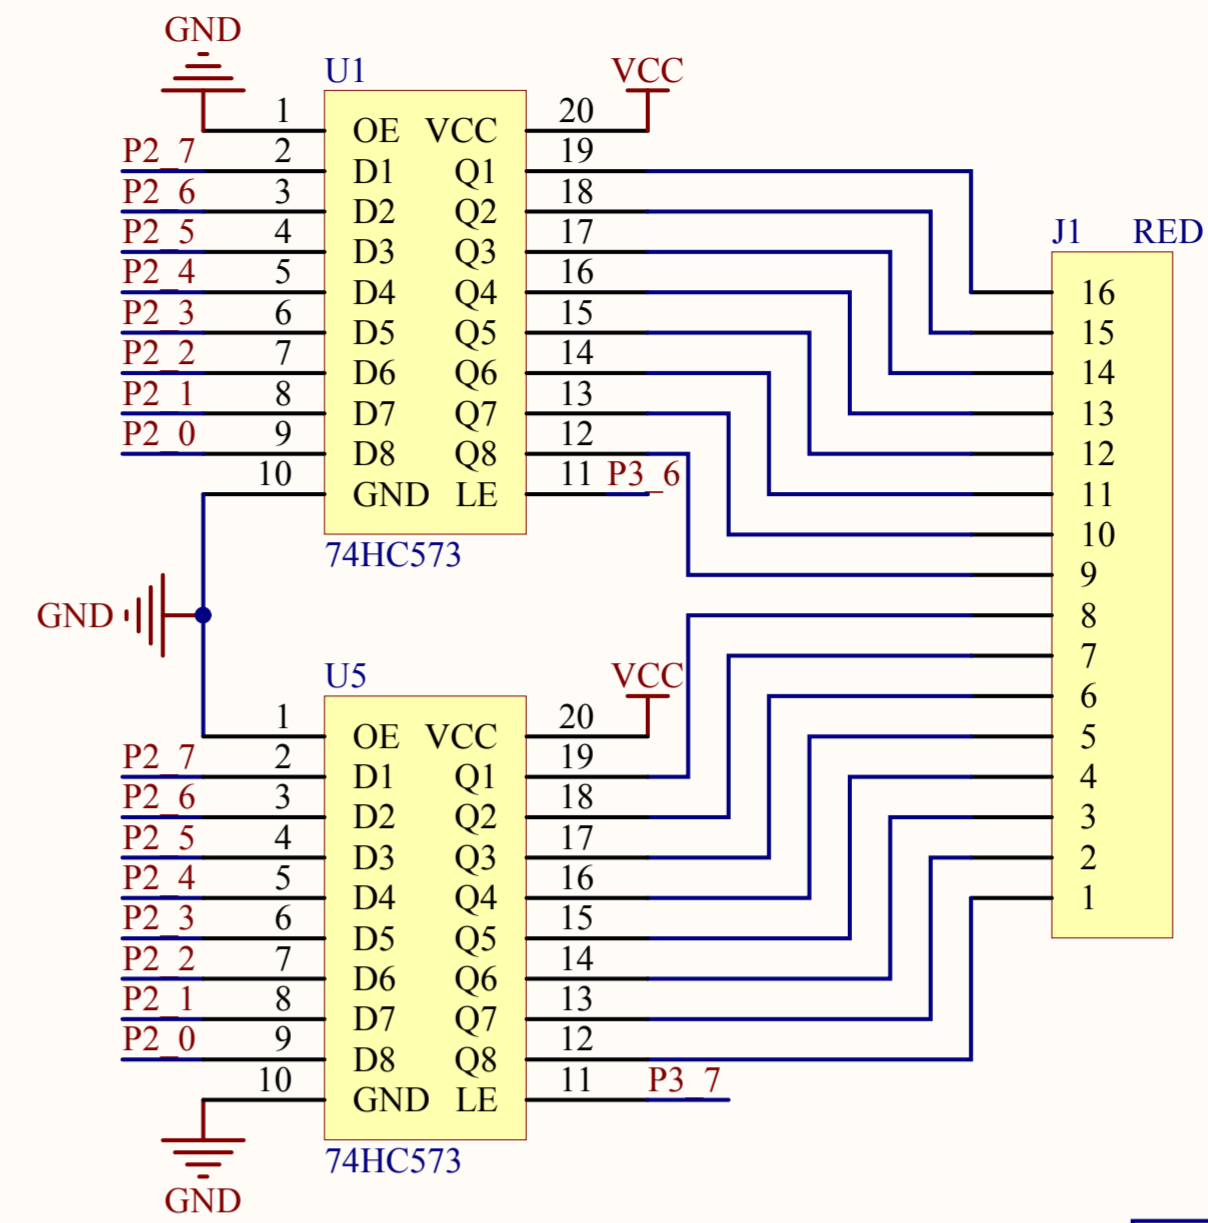 GND
U1
VCC
1
OE
VCC
20
P2_7
2
D1
Q1
19
P2_6
3
D2
Q2
18
P2_5
4
D3
Q3
17
P2_4
5
D4
Q4
16
P2_3
6
D5
Q5
15
P2_2
7
D6
Q6
14
P2_1
8
D7
Q7
13
P2_0
9
D8
Q8
12
10
GND
LE
11
P3_6
74HC573
GND
U5
VCC
1
OE
VCC
20
P2_7
2
D1
Q1
19
P2_6
3
D2
Q2
18
P2_5
4
D3
Q3
17
P2_4
5
D4
Q4
16
P2_3
6
D5
Q5
15
P2_2
7
D6
Q6
14
P2_1
8
D7
Q7
13
P2_0
9
D8
Q8
12
10
GND
LE
11
P3_7
74HC573
GND
J1 RED
16
15
14
13
12
11
10
9
8
7
6
5
4
3
2
1